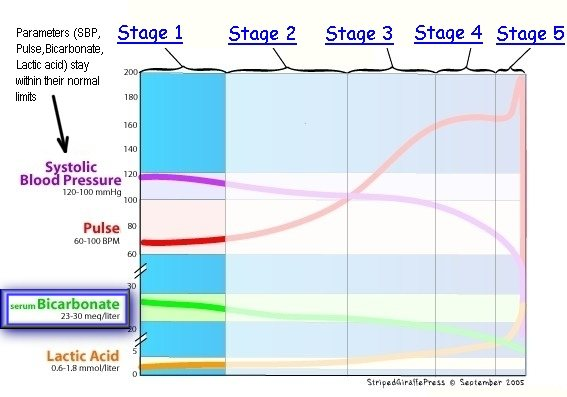 Parameters (SBP,
Pulse,Bicarbonate,
Lactic acid) stay
within their normal
limits
Stage 1
Stage 2
Stage 3
Stage 4
Stage 5
200
180
160
140
120
100
80
60
30
20
5
0
Systolic
Blood Pressure
120-100 mmHg
Pulse
60-100 BPM
serum Bicarbonate
23-30 meq/liter
Lactic Acid
0.6-1.8 mmol/liter
StripedGiraffePress © September 2005